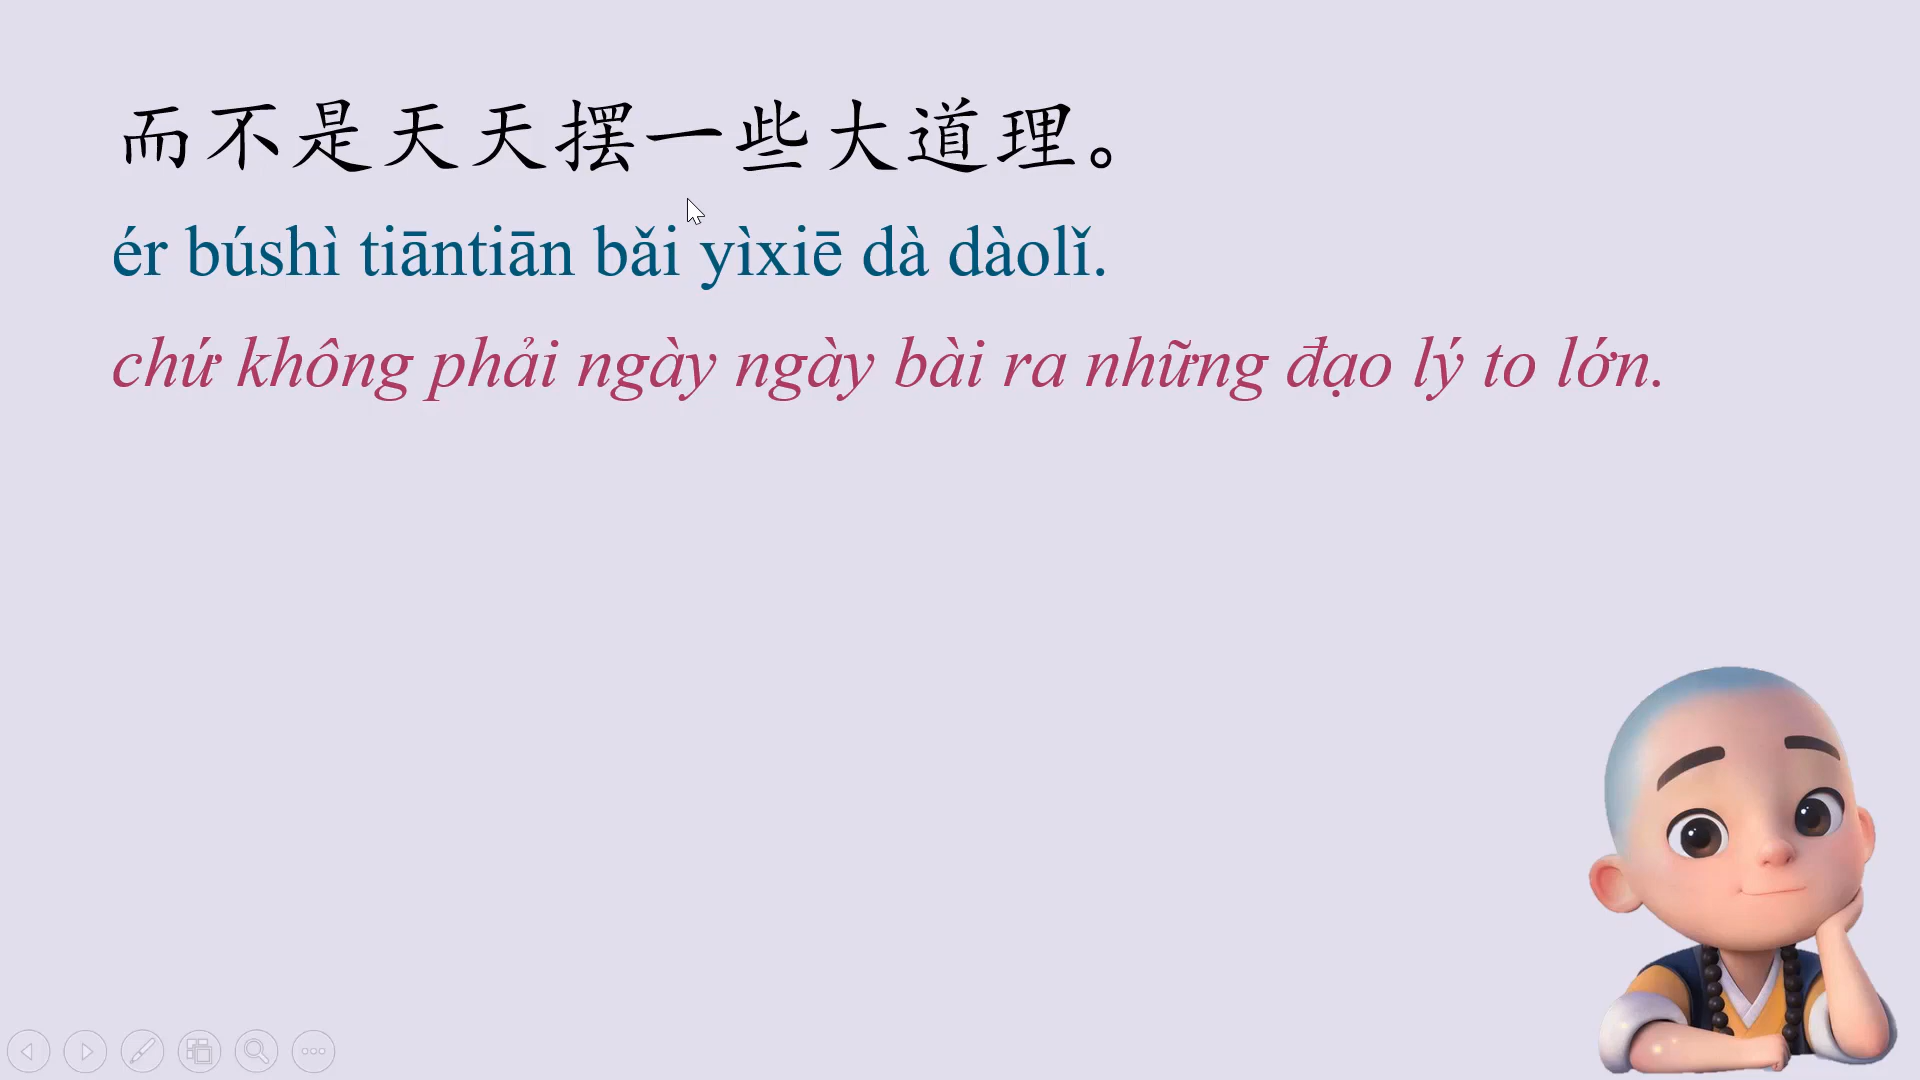 而不是天天摆一些大道理。
ér búshì tiāntiān bǎi yìxiē dà dàolǐ.
chứ không phải ngày ngày bài ra những đạo lý to lớn.